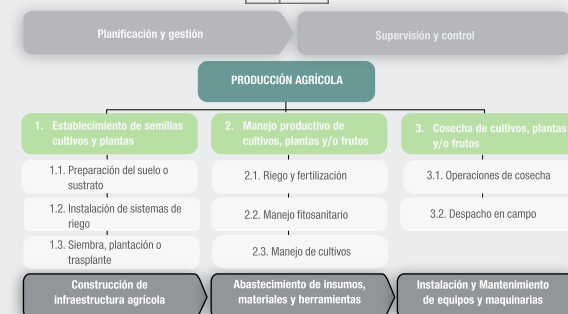 Planificación y gestión
Supervisión y control
PRODUCCIÓN AGRÍCOLA
1. Establecimiento de semillas
cultivos y plantas
2. Manejo productivo de
cultivos, plantas y/o frutos
3. Cosecha de cultivos, plantas
y/o frutos
1.1. Preparación del suelo o
sustrato
2.1. Riego y fertilización
3.1. Operaciones de cosecha
1.2. Instalación de sistemas de
riego
2.2. Manejo fitosanitario
3.2. Despacho en campo
1.3. Siembra, plantación o
trasplante
2.3. Manejo de cultivos
Construcción de
infraestructura agrícola
Abastecimiento de insumos,
materiales y herramientas
Instalación y Mantenimiento
de equipos y maquinarias